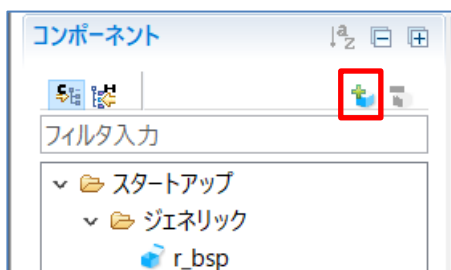 コンポーネント
フィルタ入力
スタートアップ
ジェネリック
r_bsp